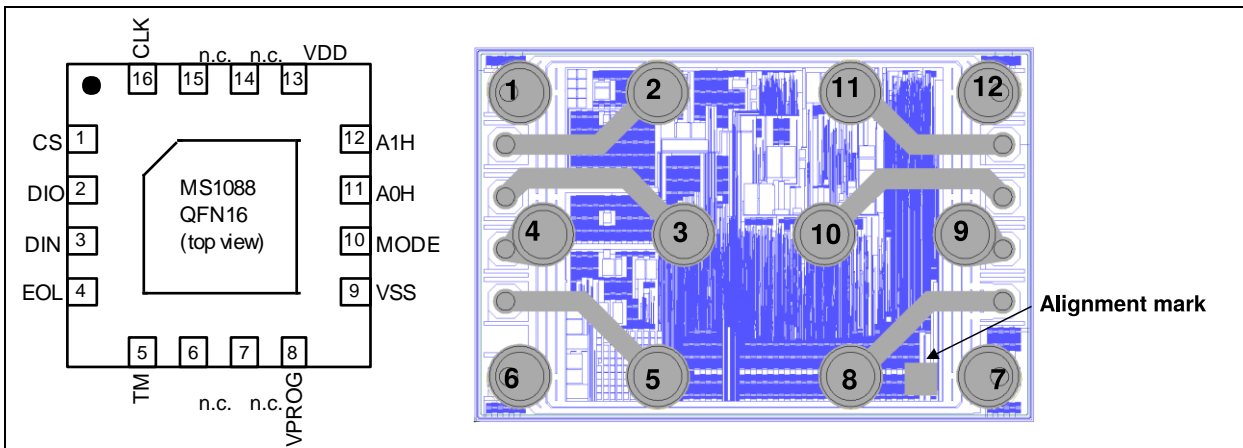 CLK
n.c. n.c. VDD
16 15 14 13
CS 1
DIO 2
DIN 3
EOL 4
12 A1H
11 A0H
10 MODE
9 VSS
MS1088
QFN16
(top view)
5 6 7 8
TM
n.c. n.c.
VPROG
1 2 11 12
4 3 10 9
6 5 8 7
Alignment mark